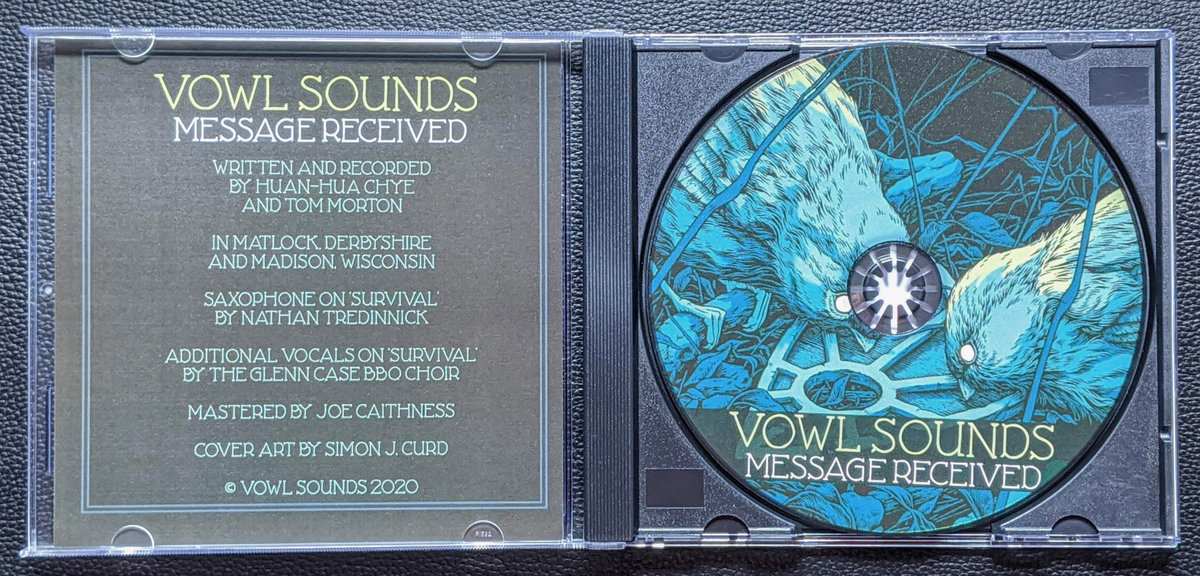 VOWL SOUNDS
MESSAGE RECEIVED
WRITTEN AND RECORDED
BY HUAN-HUA CHYE
AND TOM MORTON
IN MATLOCK, DERBYSHIRE
AND MADISON, WISCONSIN
SAXOPHONE ON 'SURVIVAL'
BY NATHAN TREDINNICK
ADDITIONAL VOCALS ON 'SURVIVAL'
BY THE GLENN CASE BBO CHOIR
MASTERED BY JOE CAITHNESS
COVER ART BY SIMON J. CURD
© VOWL SOUNDS 2020
VOWL SOUNDS
MESSAGE RECEIVED